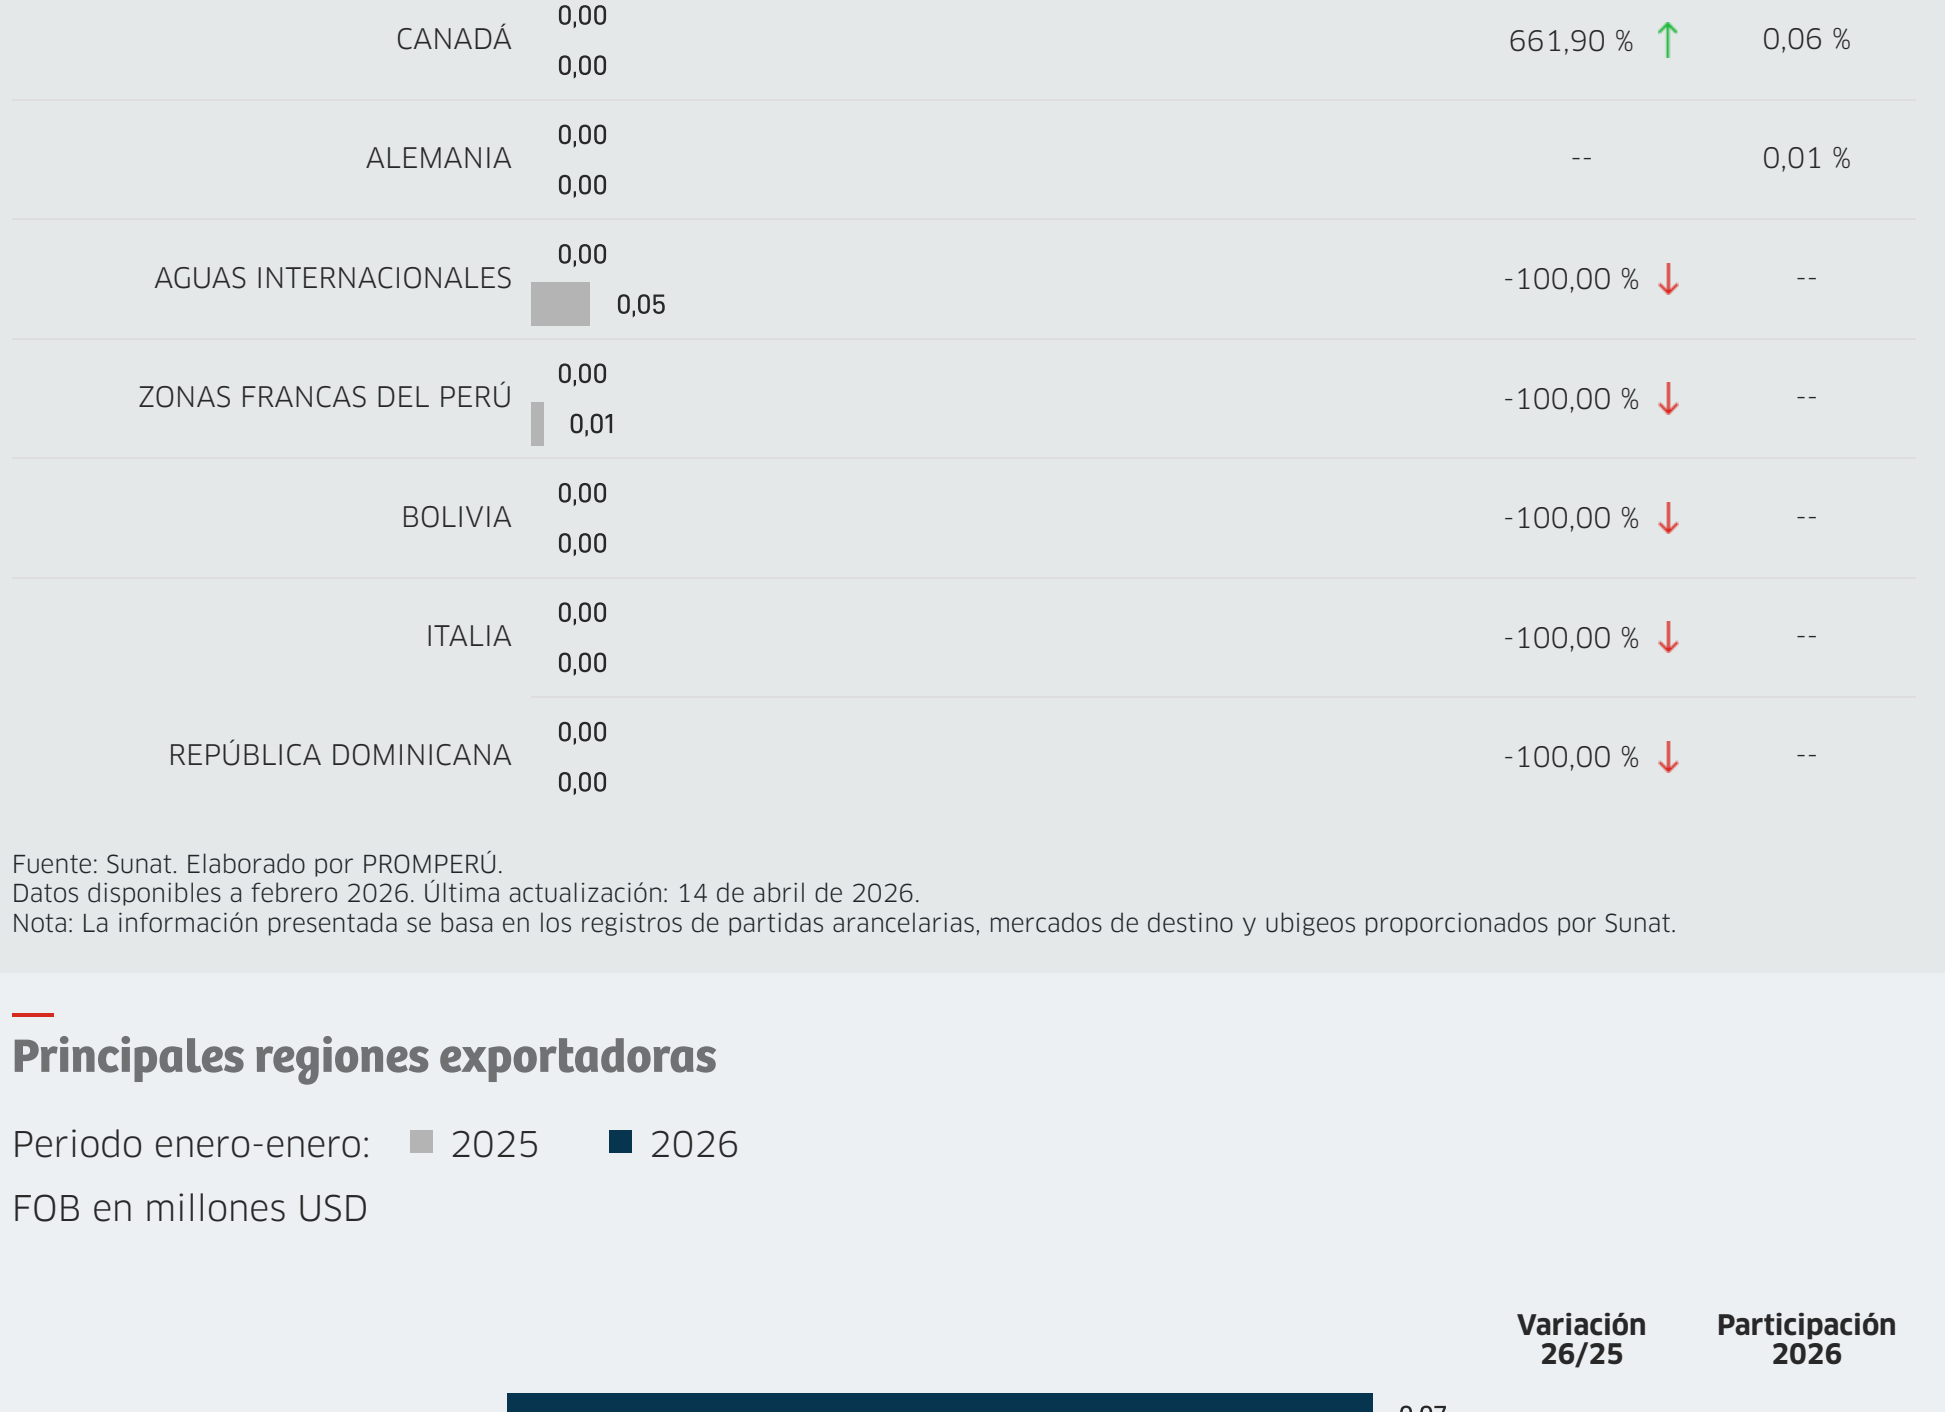 0,00
CANADÁ 661,90 % 0,06 %
0,00
0,00
ALEMANIA -- 0,01 %
0,00
0,00
AGUAS INTERNACIONALES -100,00 % --
0,05
0,00
ZONAS FRANCAS DEL PERÚ -100,00 % --
0,01
0,00
BOLIVIA -100,00 % --
0,00
0,00
ITALIA -100,00 % --
0,00
0,00
REPÚBLICA DOMINICANA -100,00 % --
0,00
Fuente: Sunat. Elaborado por PROMPERÚ.
Datos disponibles a febrero 2026. Última actualización: 14 de abril de 2026.
Nota: La información presentada se basa en los registros de partidas arancelarias, mercados de destino y ubigeos proporcionados por Sunat.
Principales regiones exportadoras
Periodo enero-enero: 2025 2026
FOB en millones USD
Variación Participación
26/25 2026